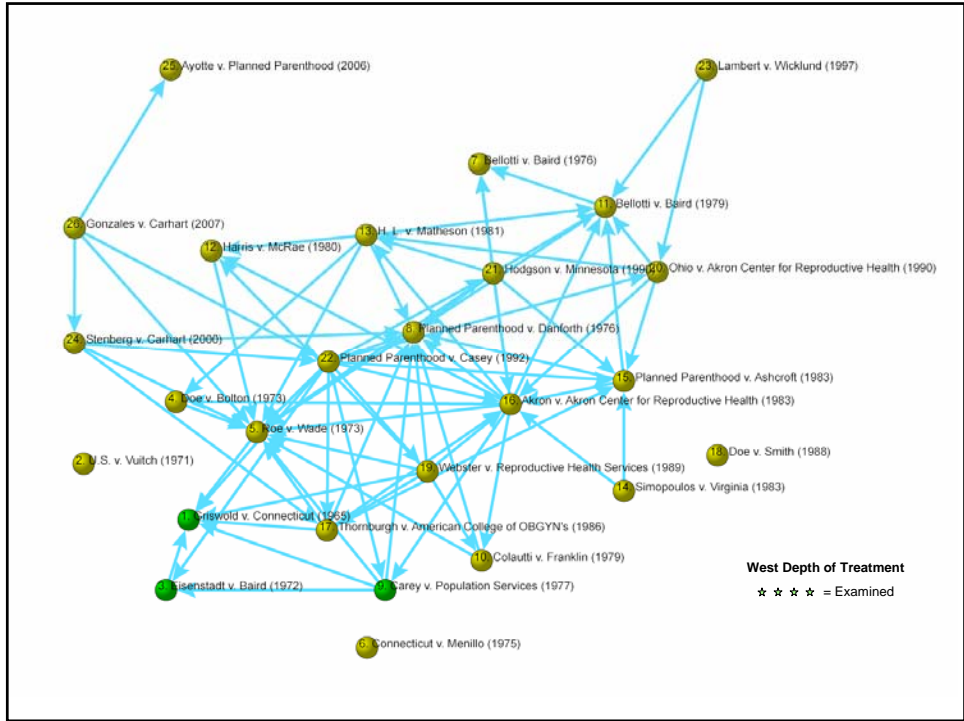 25. Ayotte v. Planned Parenthood (2006)
23. Lambert v. Wicklund (1997)
7. Bellotti v. Baird (1976)
11. Bellotti v. Baird (1979)
26. Gonzales v. Carhart (2007)
13. H. L. v. Matheson (1981)
12. Harris v. McRae (1980)
21. Hodgson v. Minnesota (1990)
20. Ohio v. Akron Center for Reproductive Health (1990)
8. Planned Parenthood v. Danforth (1976)
24. Stenberg v. Carhart (2000)
22. Planned Parenthood v. Casey (1992)
15. Planned Parenthood v. Ashcroft (1983)
4. Doe v. Bolton (1973)
16. Akron v. Akron Center for Reproductive Health (1983)
5. Roe v. Wade (1973)
18. Doe v. Smith (1988)
2. U.S. v. Vuitch (1971)
19. Webster v. Reproductive Health Services (1989)
14. Simopoulos v. Virginia (1983)
1. Griswold v. Connecticut (1965)
17. Thornburgh v. American College of OBGYN's (1986)
10. Colautti v. Franklin (1979)
West Depth of Treatment
= Examined
3. Eisenstadt v. Baird (1972)
9. Carey v. Population Services (1977)
6. Connecticut v. Menillo (1975)